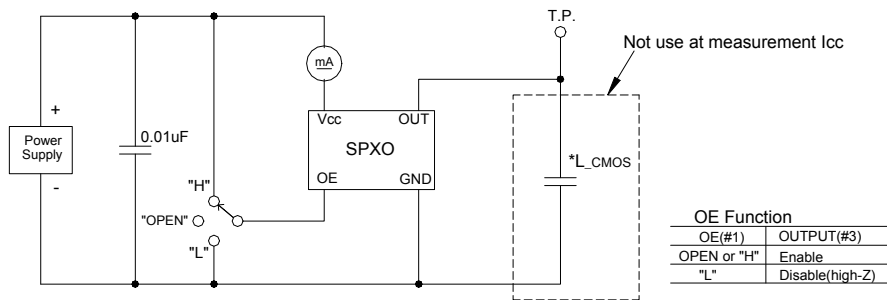 T.P.
Not use at measurement Icc
mA
+
Power
Supply
-
0.01uF
Vcc
OUT
SPXO
OE
GND
*L_CMOS
"H"
"OPEN"
"L"
OE Function
OE(#1) OUTPUT(#3)
OPEN or "H" Enable
"L" Disable(high-Z)